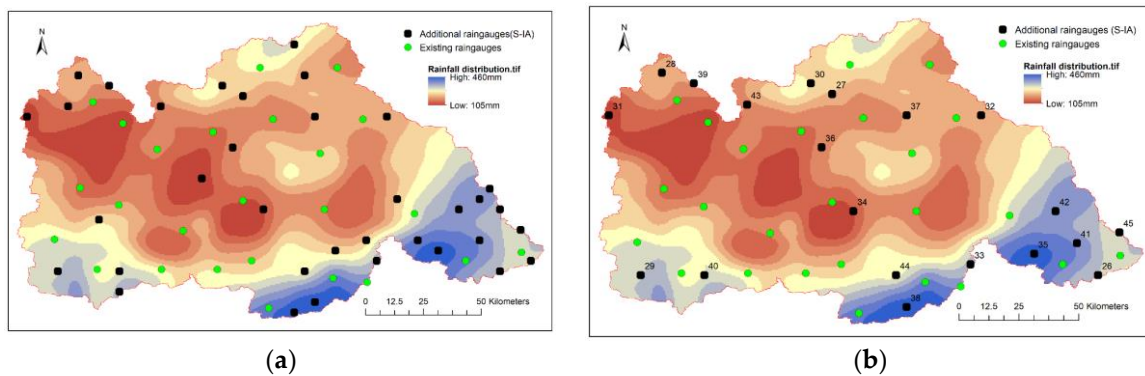 N
Additional raingauges(S-IA)
Existing raingauges
Rainfall distribution.tif
High: 460mm
Low: 105mm
0 12.5 25 50 Kilometers
(a)
N
Additional raingauges (S-IA)
Existing raingauges
Rainfall distribution.tif
High: 460mm
Low: 105mm
28
39
30
27
43
31
37
32
36
34
42
45
41
35
33
26
29
40
44
38
0 12.5 25 50 Kilometers
(b)